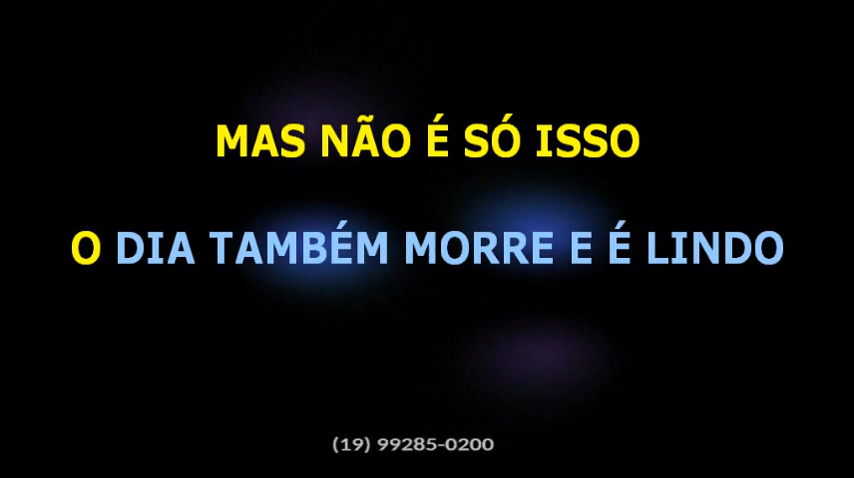 MAS NÃO É SÓ ISSO
O DIA TAMBÉM MORRE E É LINDO
(19) 99285-0200